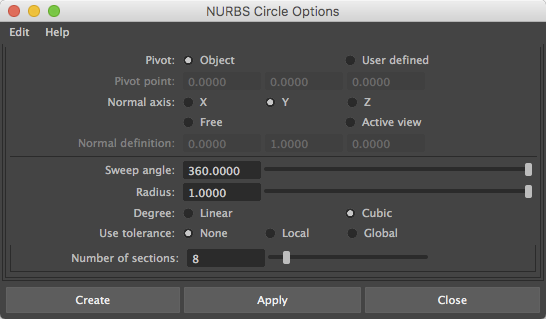 NURBS Circle Options
Edit Help
Pivot: Object User defined
Pivot point: 0.0000 0.0000 0.0000
Normal axis: X Y Z
Free Active view
Normal definition: 0.0000 1.0000 0.0000
Sweep angle: 360.0000
Radius: 1.0000
Degree: Linear Cubic
Use tolerance: None Local Global
Number of sections: 8
Create Apply Close